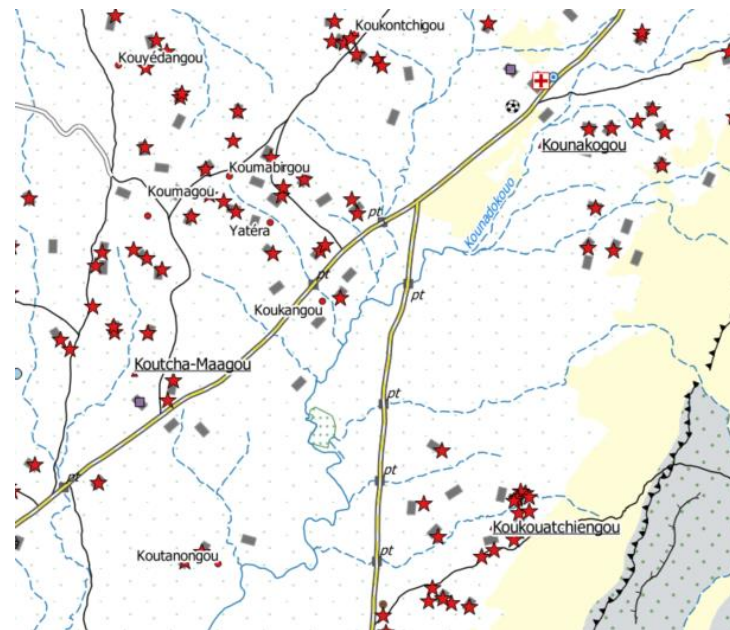 Koukontchigou
Kouyédangou
Kounakogou
Koumabirgou
Koumagou
pt
Kounadokouo
Yatéra
pt
pt
Koukangou
Koutcha-Maagou
pt
pt
pt
Koukouatchiengou
pt
Koutanongou